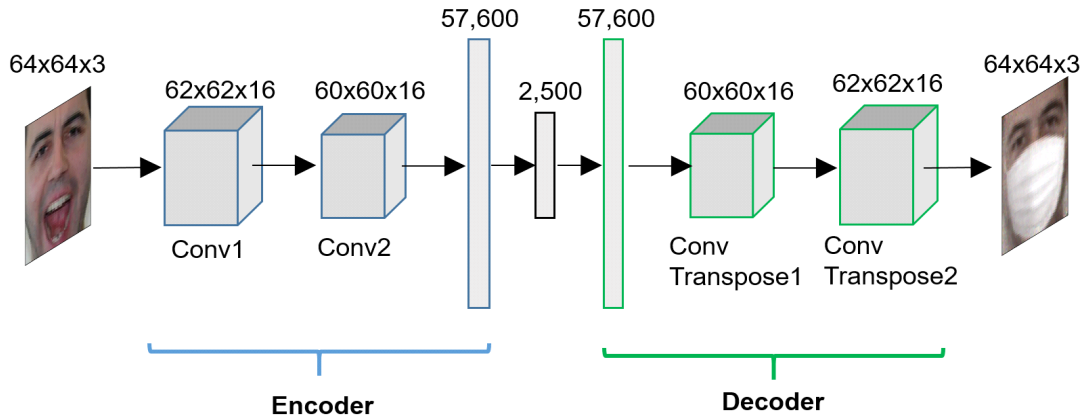 64x64x3
62x62x16
60x60x16
57,600
2,500
57,600
60x60x16
62x62x16
64x64x3
Conv1
Conv2
Conv
Transpose1
Conv
Transpose2
Encoder
Decoder